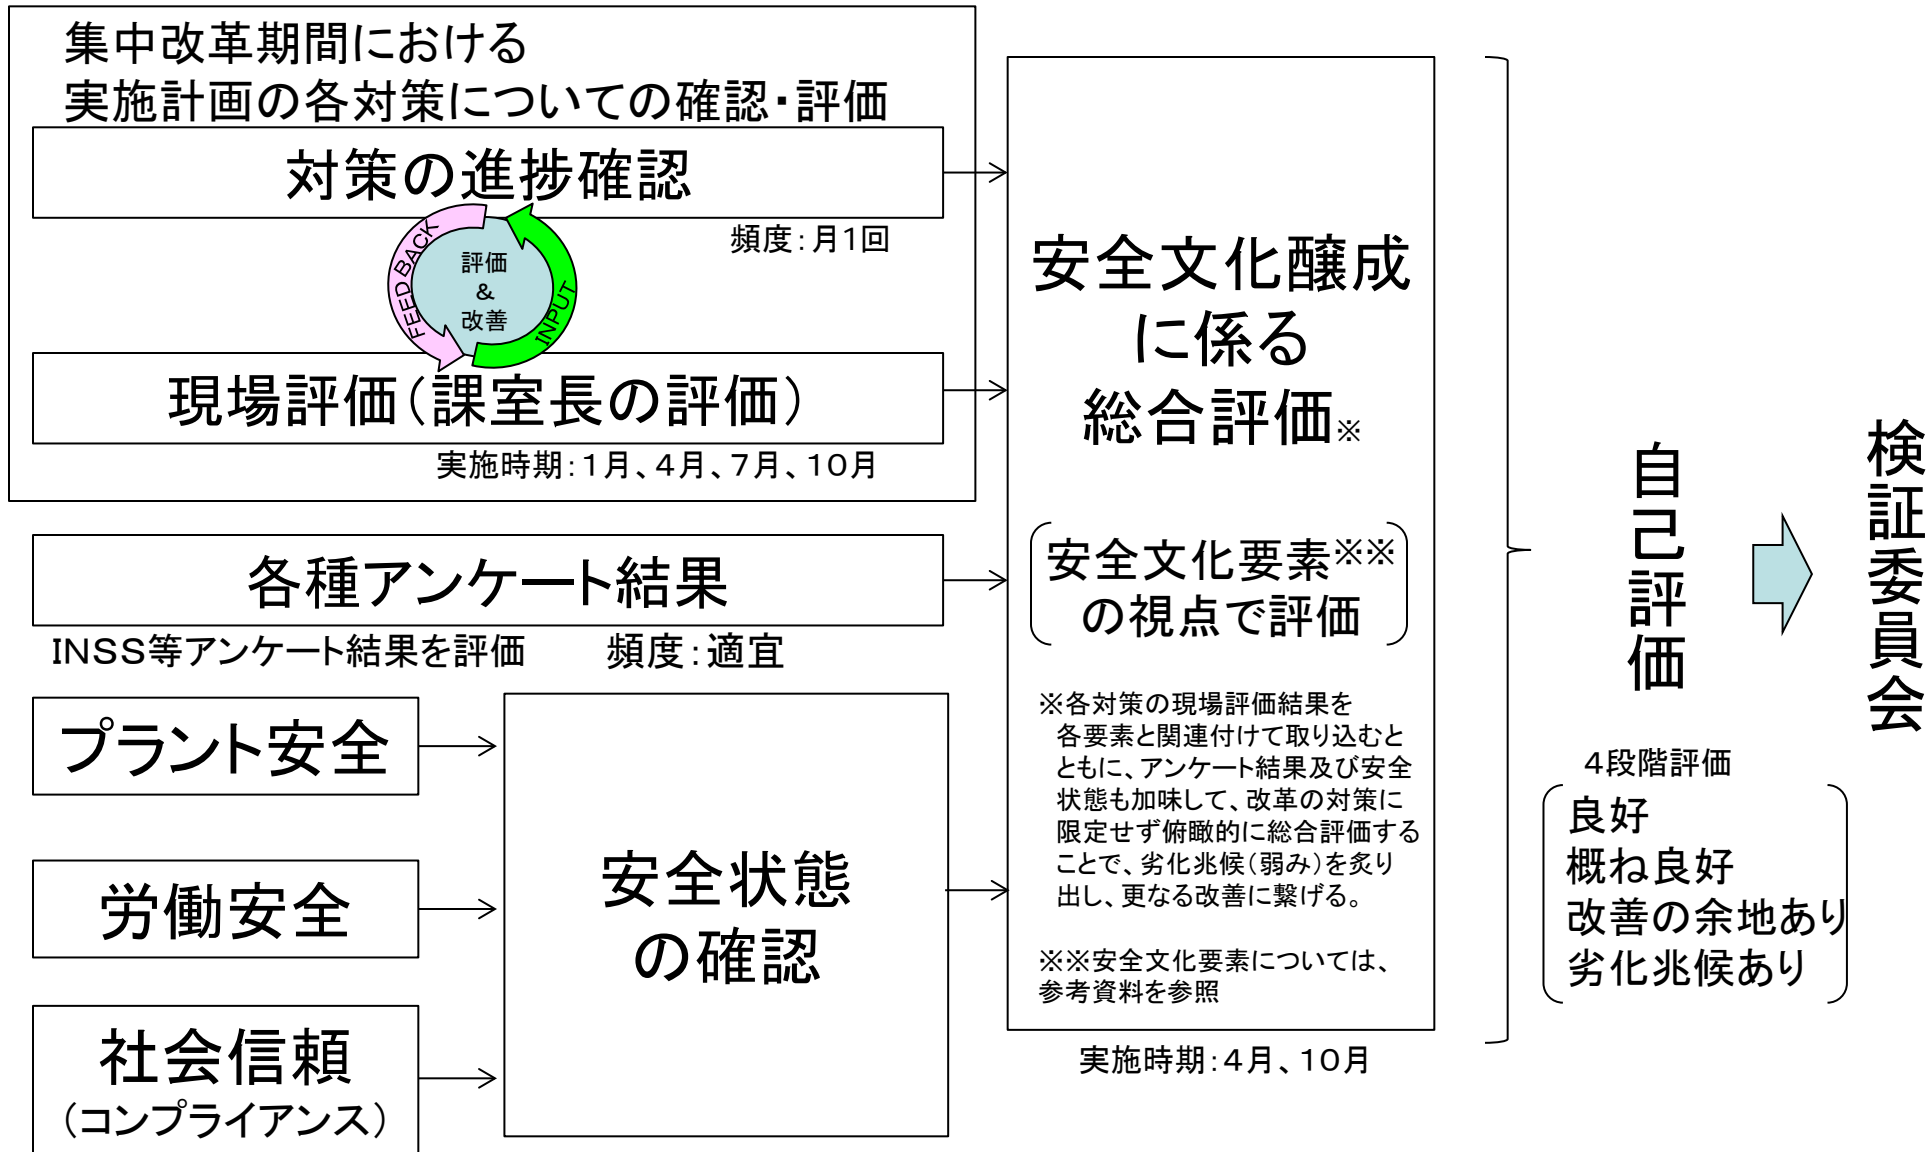 集中改革期間における
実施計画の各対策についての確認・評価
対策の進捗確認
頻度：月1回
FEED BACK
評価
＆
改善
INPUT
現場評価（課室長の評価）
実施時期：1月、4月、7月、10月
各種アンケート結果
INSS等アンケート結果を評価　　頻度：適宜
プラント安全
労働安全
社会信頼
（コンプライアンス）
安全状態
の確認
安全文化醸成
に係る
総合評価※
安全文化要素※※
の視点で評価
※各対策の現場評価結果を
各要素と関連付けて取り込むと
ともに、アンケート結果及び安全
状態も加味して、改革の対策に
限定せず俯瞰的に総合評価する
ことで、劣化兆候（弱み）を炙り
出し、更なる改善に繋げる。
※※安全文化要素については、
参考資料を参照
実施時期：4月、10月
自己評価
4段階評価
良好
概ね良好
改善の余地あり
劣化兆候あり
検証委員会